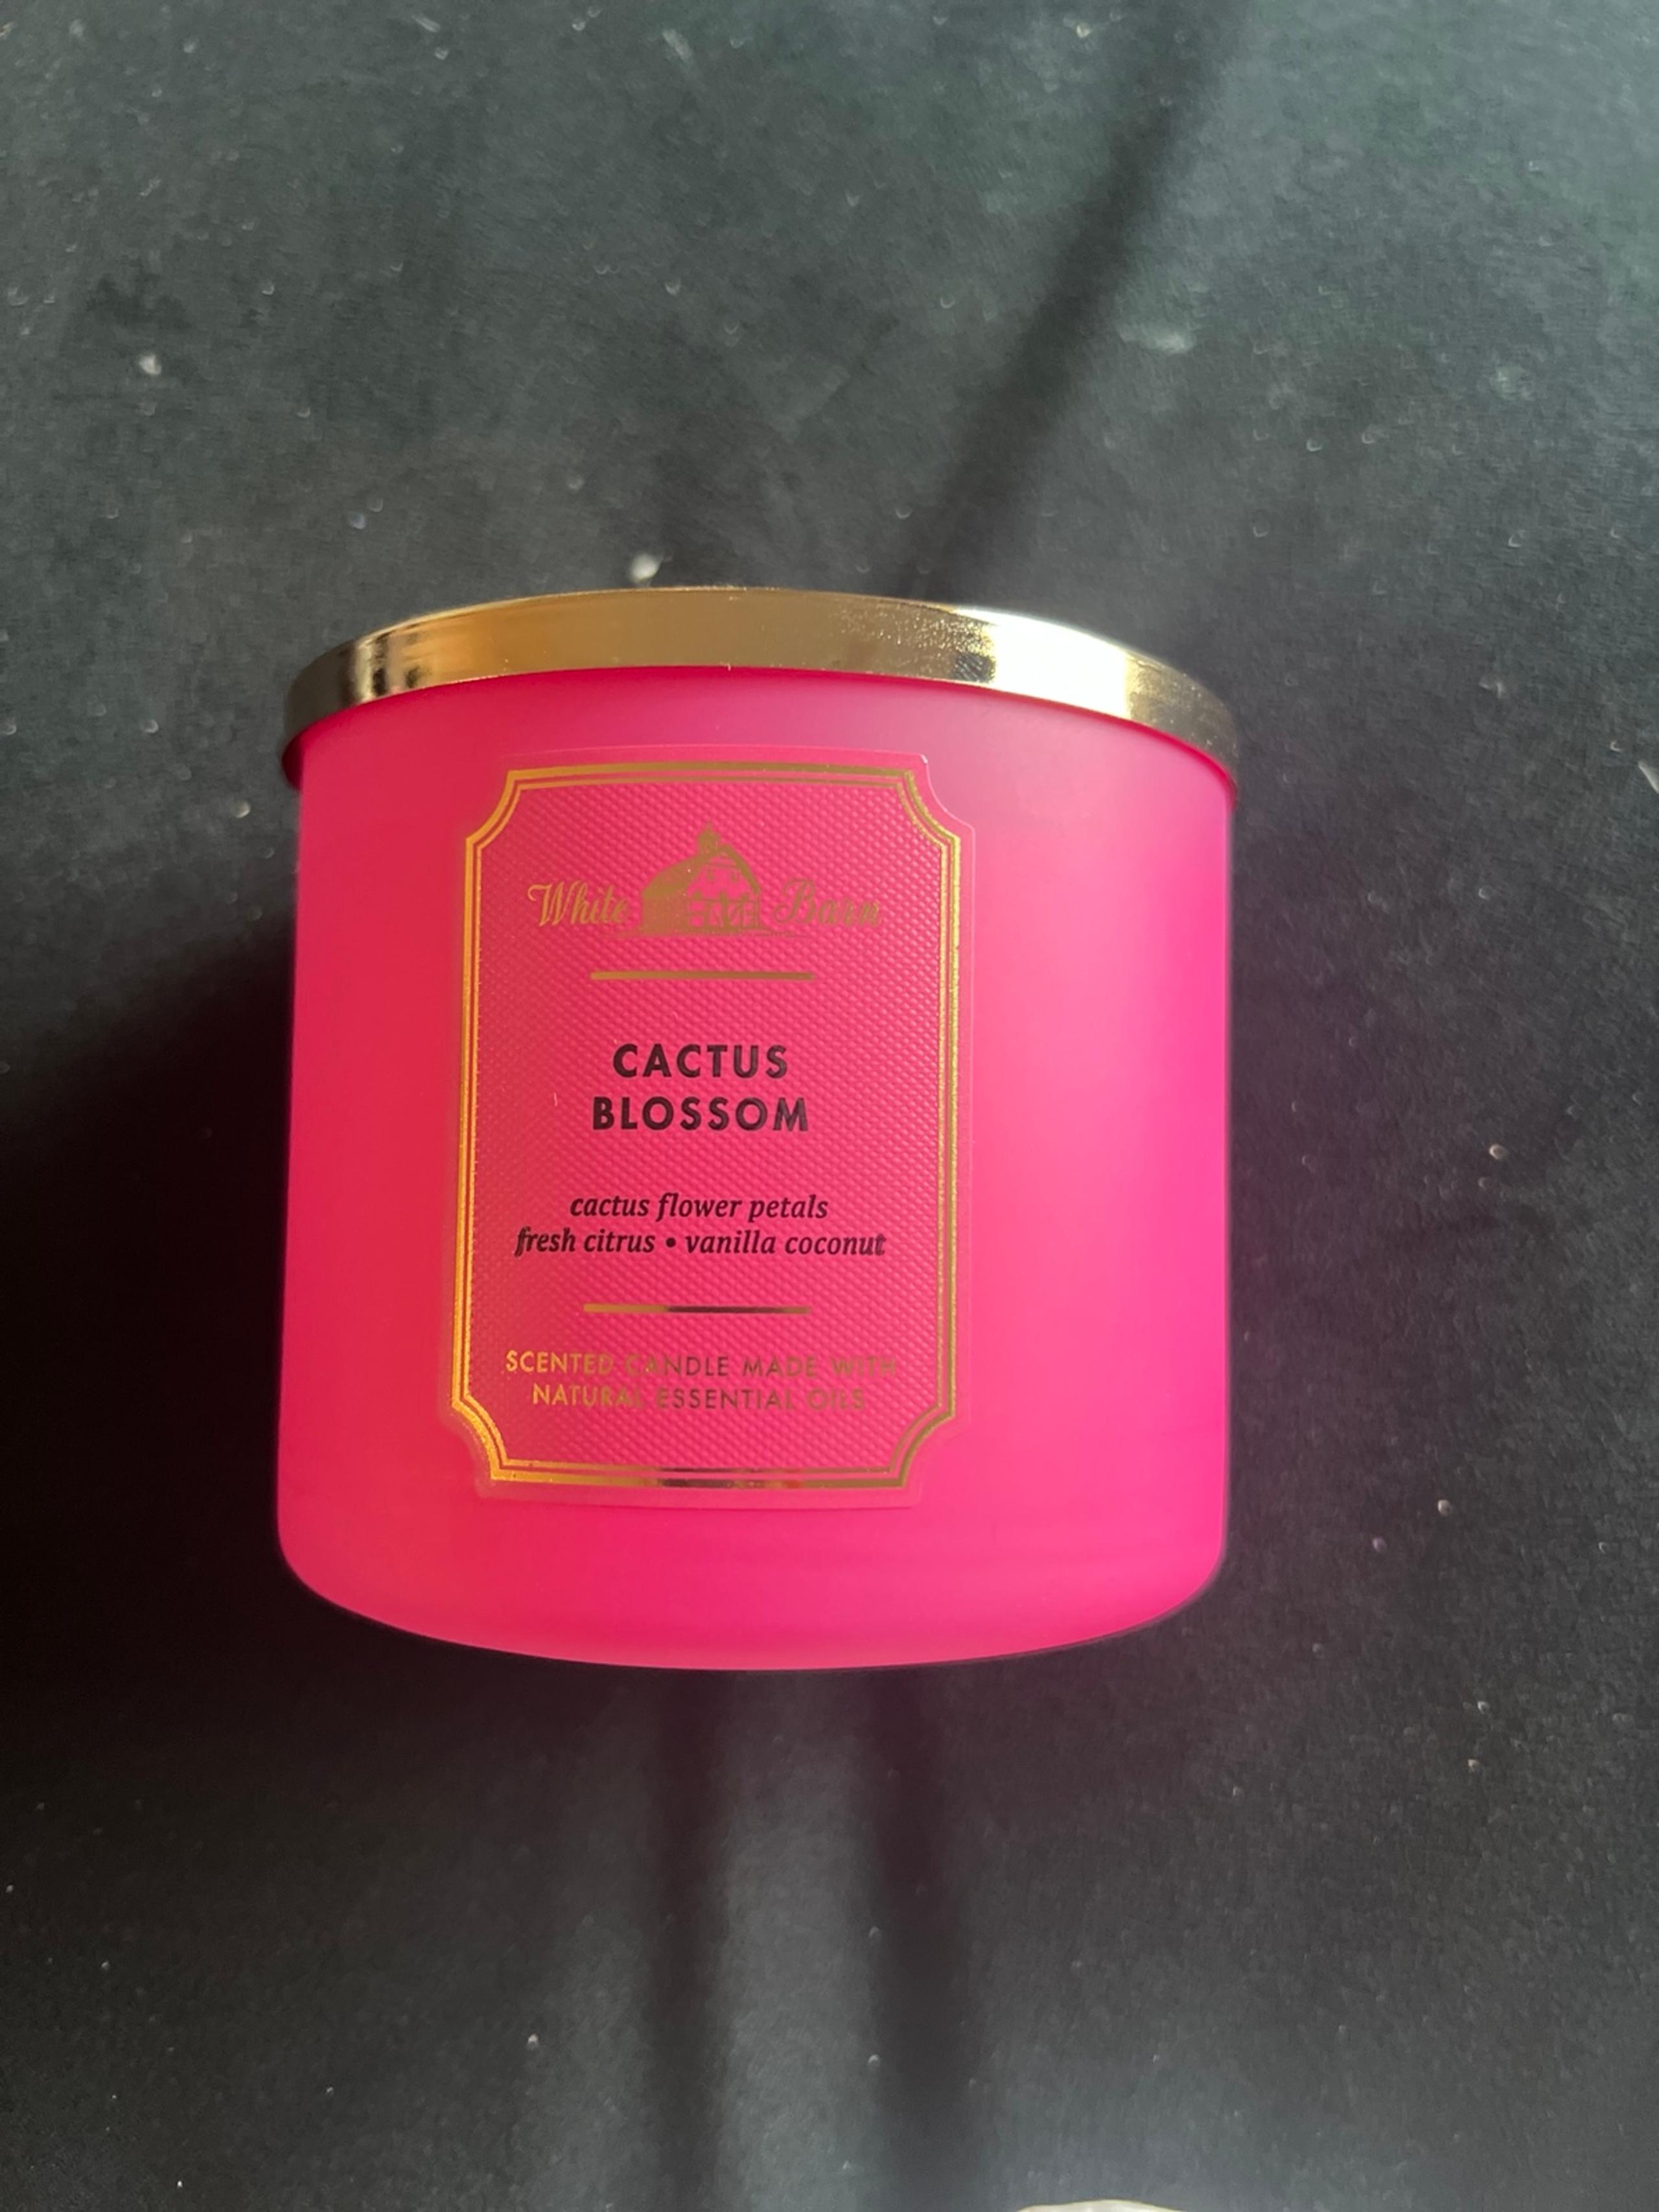 White Barn
CACTUS
BLOSSOM
cactus flower petals
fresh citrus • vanilla coconut
SCENTED CANDLE MADE WITH
NATURAL ESSENTIAL OILS